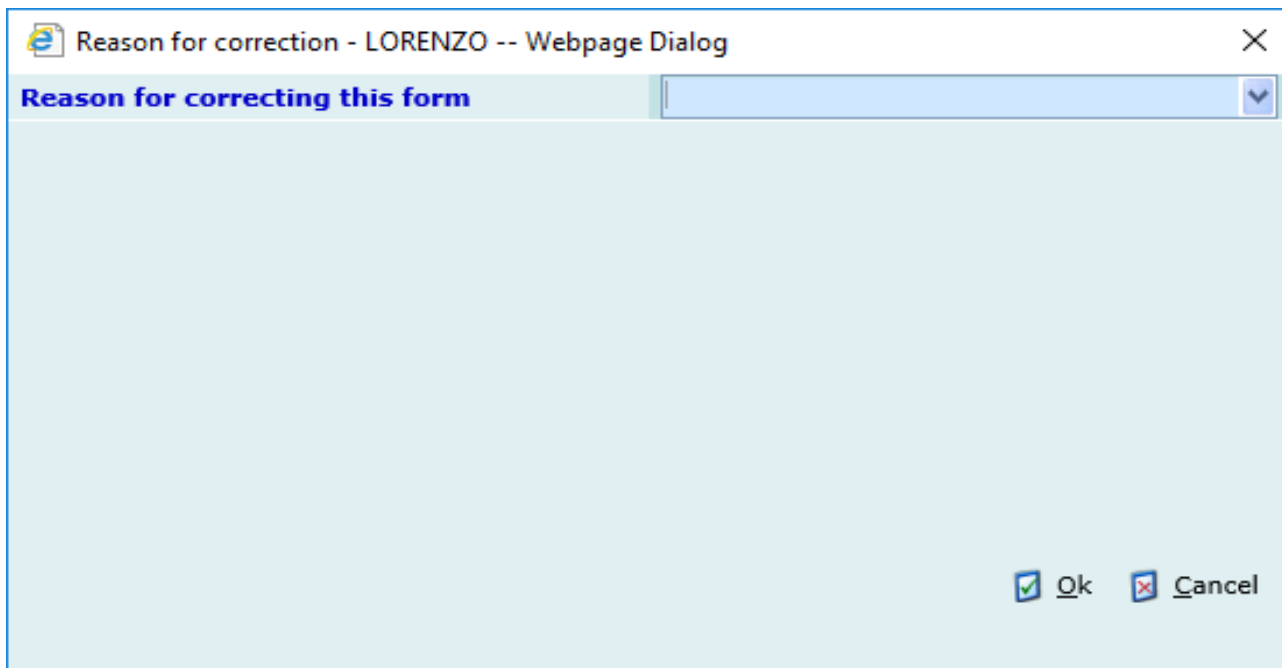 Reason for correction - LORENZO -- Webpage Dialog
Reason for correcting this form
Ok Cancel